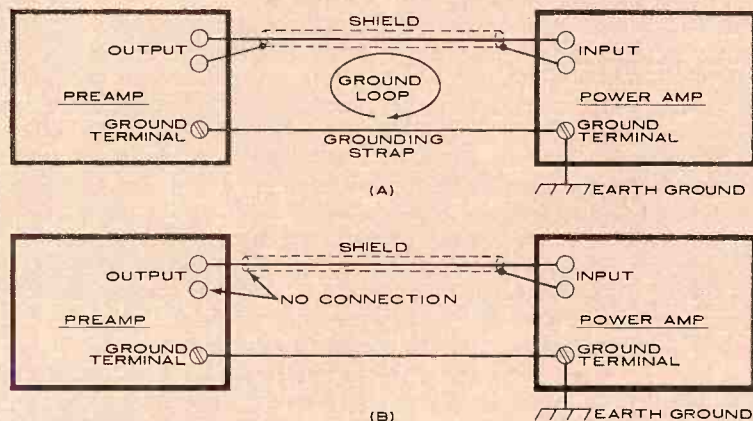 SHIELD
OUTPUT
INPUT
GROUND
LOOP
PREAMP
POWER AMP
GROUND
TERMINAL
GROUND
TERMINAL
GROUNDING
STRAP
(A)
EARTH GROUND
SHIELD
OUTPUT
INPUT
NO CONNECTION
PREAMP
POWER AMP
GROUND
TERMINAL
GROUND
TERMINAL
(B)
EARTH GROUND